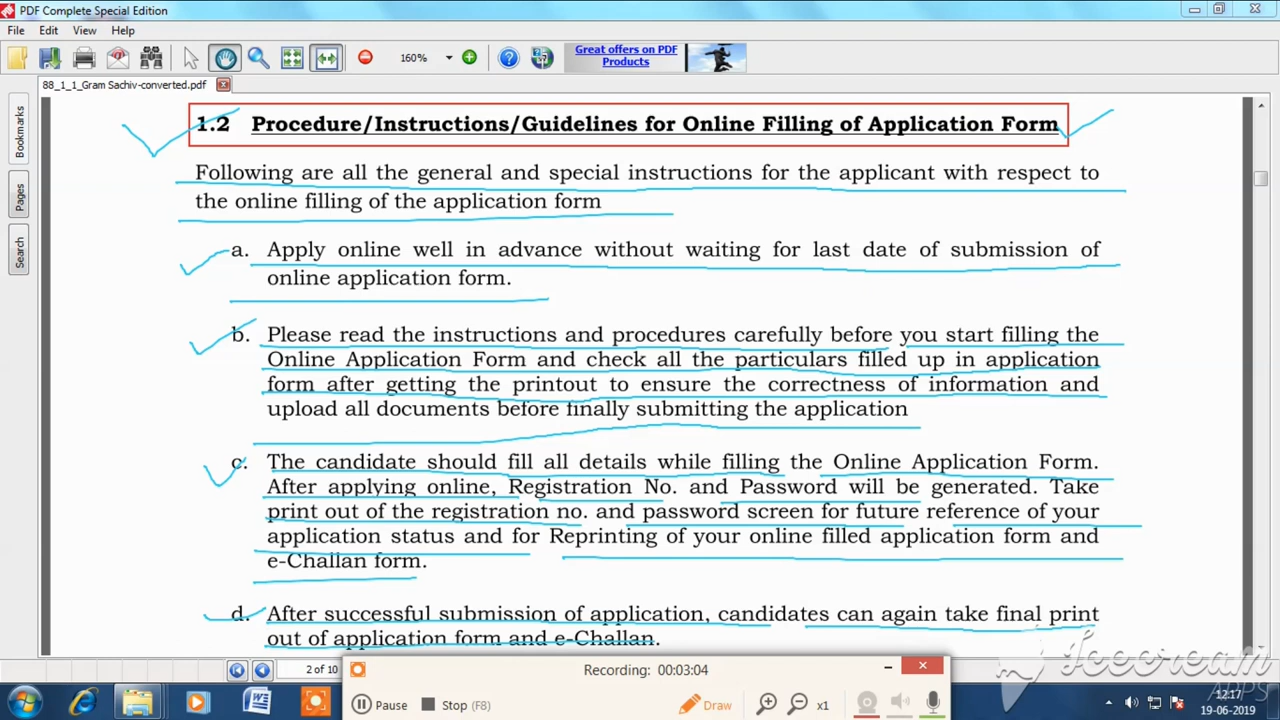 PDF Complete Special Edition
File Edit View Help
160%
Great offers on PDF
Products
88_1_1_Gram Sachiv-converted.pdf
Bookmarks
Pages
Search
1.2 Procedure/Instructions/Guidelines for Online Filling of Application Form
Following are all the general and special instructions for the applicant with respect to
the online filling of the application form
a. Apply online well in advance without waiting for last date of submission of
online application form.
b. Please read the instructions and procedures carefully before you start filling the
Online Application Form and check all the particulars filled up in application
form after getting the printout to ensure the correctness of information and
upload all documents before finally submitting the application
c. The candidate should fill all details while filling the Online Application Form.
After applying online, Registration No. and Password will be generated. Take
print out of the registration no. and password screen for future reference of your
application status and for Reprinting of your online filled application form and
e-Challan form.
d. After successful submission of application, candidates can again take final print
out of application form and e-Challan.
2 of 10
Recording: 00:03:04
Pause Stop (F8) Draw x1
Icecream
APPS
12:17
19-06-2019